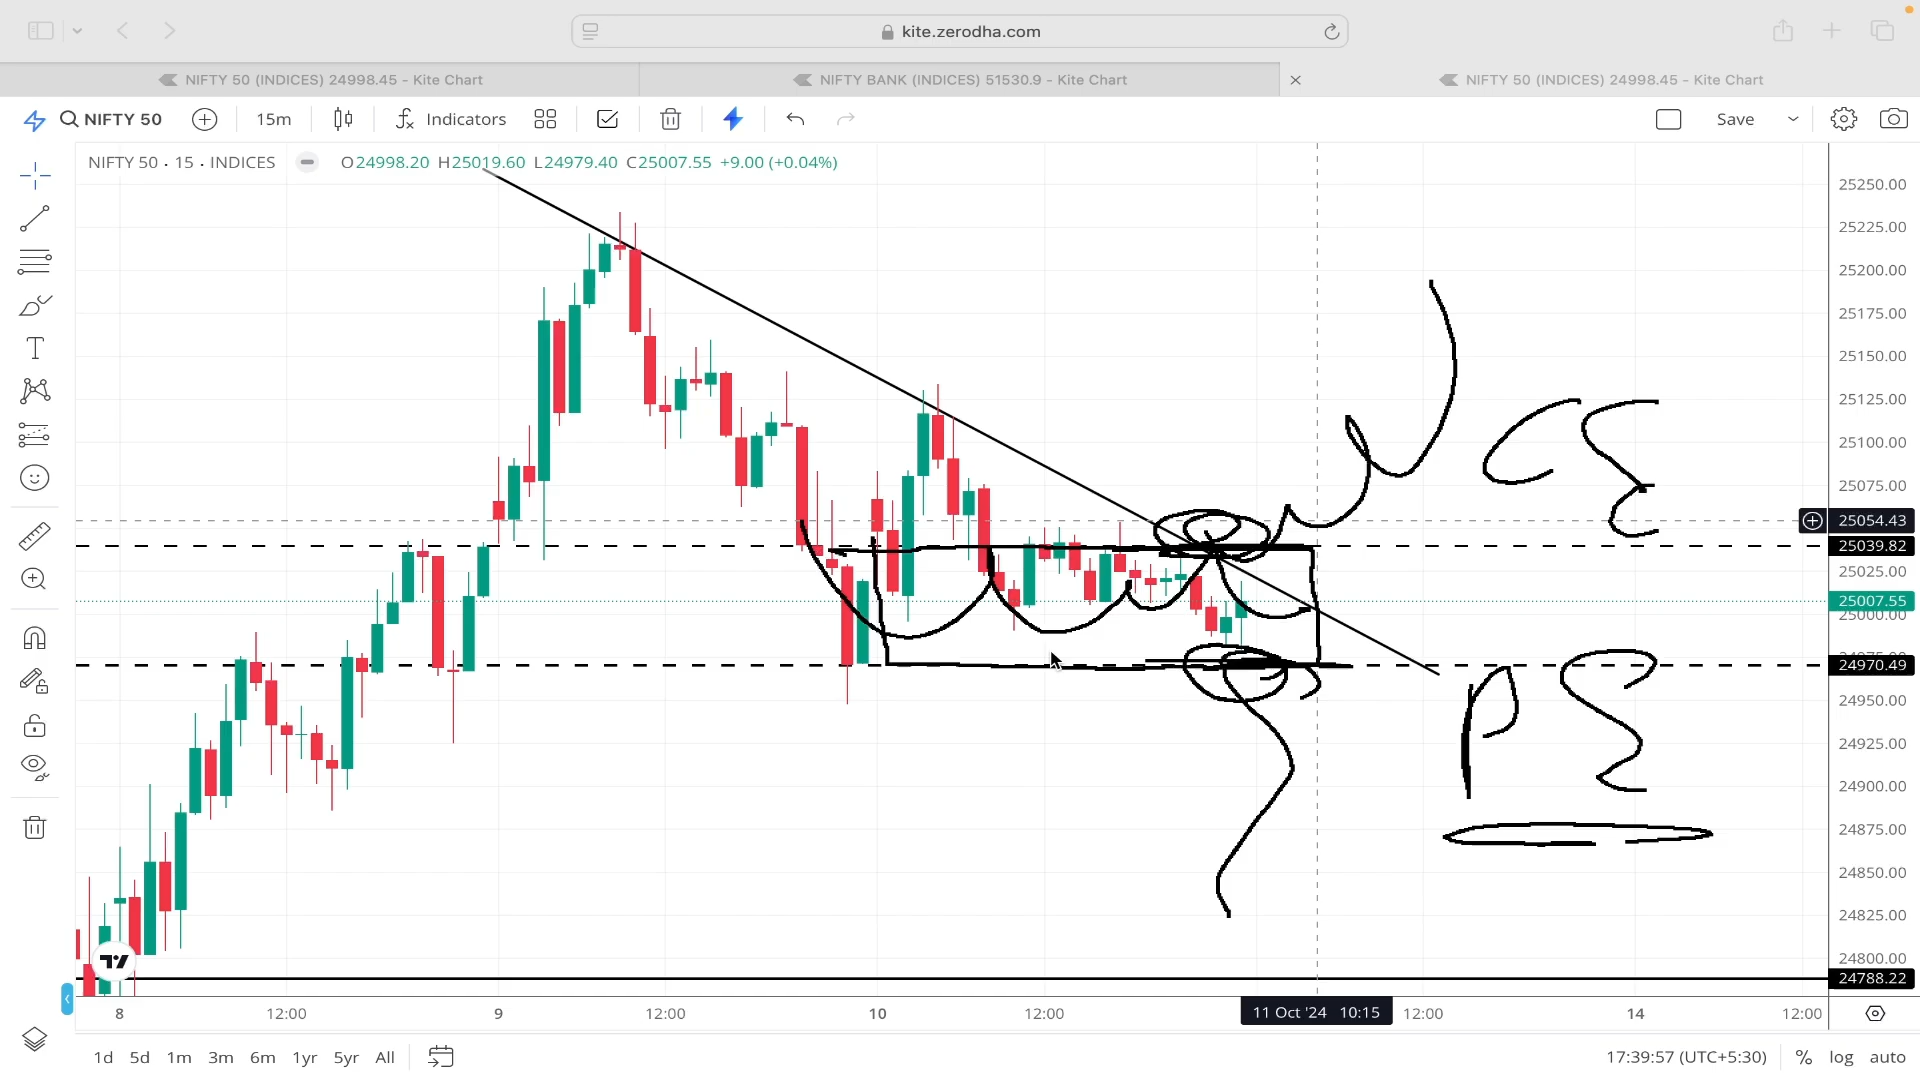 kite.zerodha.com
NIFTY 50 (INDICES) 24998.45 - Kite Chart
NIFTY BANK (INDICES) 51530.9 - Kite Chart
NIFTY 50 (INDICES) 24998.45 - Kite Chart
NIFTY 50
15m
Indicators
Save
NIFTY 50 · 15 · INDICES
O24998.20 H25019.60 L24979.40 C25007.55 +9.00 (+0.04%)
25250.00
25225.00
25200.00
25175.00
25150.00
25125.00
25100.00
25075.00
25054.43
25039.82
25025.00
25007.55
25000.00
24970.49
24950.00
24925.00
24900.00
24875.00
24850.00
24825.00
24800.00
24788.22
CE
PE
8
12:00
9
12:00
10
12:00
11 Oct '24 10:15
12:00
14
12:00
1d 5d 1m 3m 6m 1yr 5yr All
17:39:57 (UTC+5:30)
% log auto